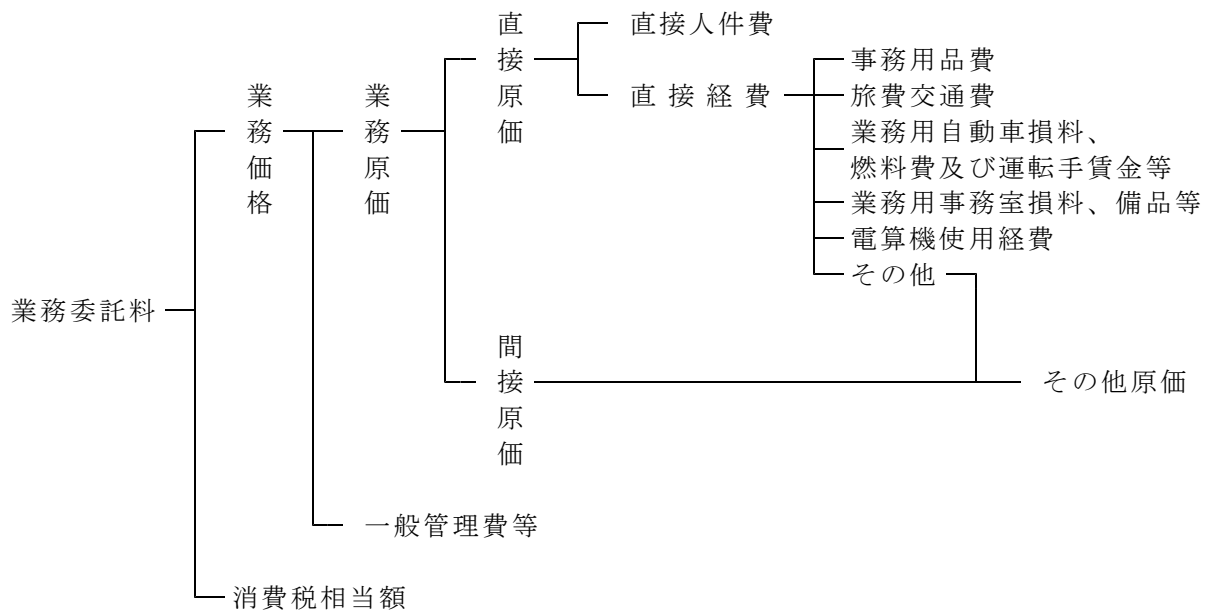 業務委託料
業務価格
消費税相当額
業務原価
一般管理費等
直接原価
間接原価
直接人件費
直接経費
事務用品費
旅費交通費
業務用自動車損料、
燃料費及び運転手賃金等
業務用事務室損料、備品等
電算機使用経費
その他
その他原価